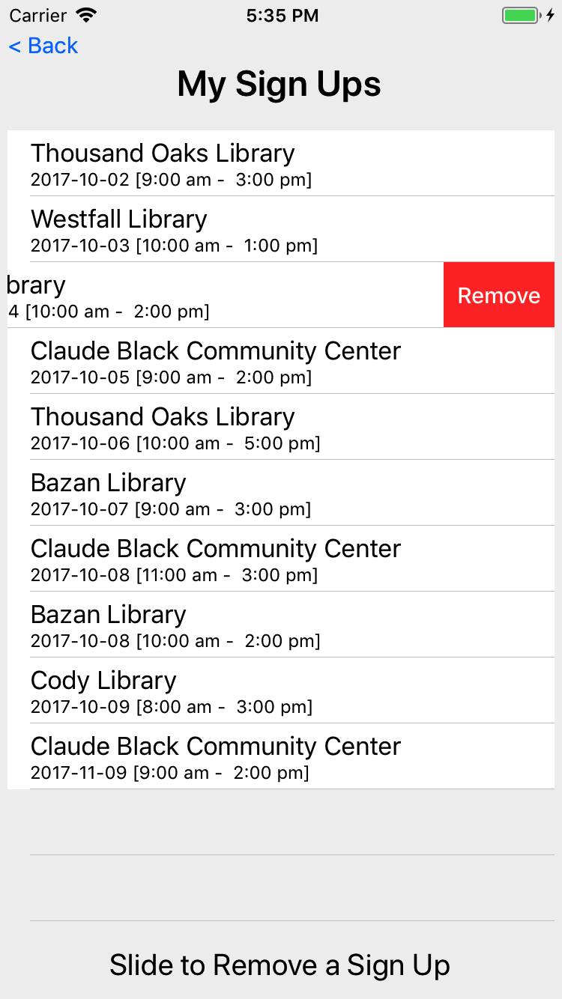 Carrier 5:35 PM
< Back
My Sign Ups
Thousand Oaks Library
2017-10-02 [9:00 am -  3:00 pm]
Westfall Library
2017-10-03 [10:00 am -  1:00 pm]
brary
4 [10:00 am -  2:00 pm]
Remove
Claude Black Community Center
2017-10-05 [9:00 am -  2:00 pm]
Thousand Oaks Library
2017-10-06 [10:00 am -  5:00 pm]
Bazan Library
2017-10-07 [9:00 am -  3:00 pm]
Claude Black Community Center
2017-10-08 [11:00 am -  3:00 pm]
Bazan Library
2017-10-08 [10:00 am -  2:00 pm]
Cody Library
2017-10-09 [8:00 am -  3:00 pm]
Claude Black Community Center
2017-11-09 [9:00 am -  2:00 pm]
Slide to Remove a Sign Up